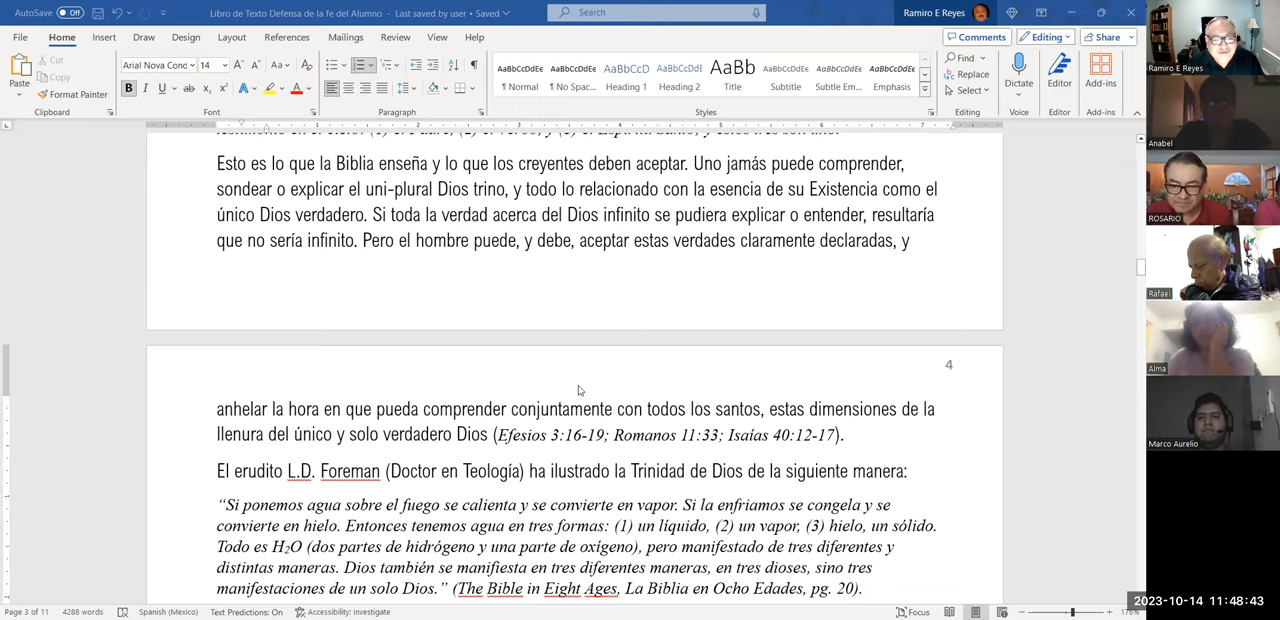 AutoSave Off
Libro de Texto Defensa de la fe del Alumno - Last saved by user • Saved
Search
Ramiro E Reyes
File Home Insert Draw Design Layout References Mailings Review View Help
Comments Editing Share
Paste
Cut
Copy
Format Painter
Clipboard
Arial Nova Cond 14
Font
Paragraph
AaBbCcDdEe AaBbCcDdEe AaBbCcD AaBbCcDdE AaBb AaBbCcDdE AaBbCcDdEe AaBbCcDdEe
¶ Normal ¶ No Spac... Heading 1 Heading 2 Title Subtitle Subtle Em... Emphasis
Styles
Find
Replace
Select
Editing
Dictate
Voice
Editor
Editor
Add-ins
Add-ins
Esto es lo que la Biblia enseña y lo que los creyentes deben aceptar. Uno jamás puede comprender,
sondear o explicar el uni-plural Dios trino, y todo lo relacionado con la esencia de su Existencia como el
único Dios verdadero. Si toda la verdad acerca del Dios infinito se pudiera explicar o entender, resultaría
que no sería infinito. Pero el hombre puede, y debe, aceptar estas verdades claramente declaradas, y
4
anhelar la hora en que pueda comprender conjuntamente con todos los santos, estas dimensiones de la
llenura del único y solo verdadero Dios (Efesios 3:16-19; Romanos 11:33; Isaías 40:12-17).
El erudito L.D. Foreman (Doctor en Teología) ha ilustrado la Trinidad de Dios de la siguiente manera:
“Si ponemos agua sobre el fuego se calienta y se convierte en vapor. Si la enfriamos se congela y se
convierte en hielo. Entonces tenemos agua en tres formas: (1) un líquido, (2) un vapor, (3) hielo, un sólido.
Todo es H₂O (dos partes de hidrógeno y una parte de oxígeno), pero manifestado de tres diferentes y
distintas maneras. Dios también se manifiesta en tres diferentes maneras, en tres dioses, sino tres
manifestaciones de un solo Dios.” (The Bible in Eight Ages, La Biblia en Ocho Edades, pg. 20).
Page 3 of 11 4288 words Spanish (Mexico) Text Predictions: On Accessibility: Investigate
Focus
176%
Ramiro E Reyes
Anabel
ROSARIO
Rafael
Alma
Marco Aurelio
2023-10-14 11:48:43